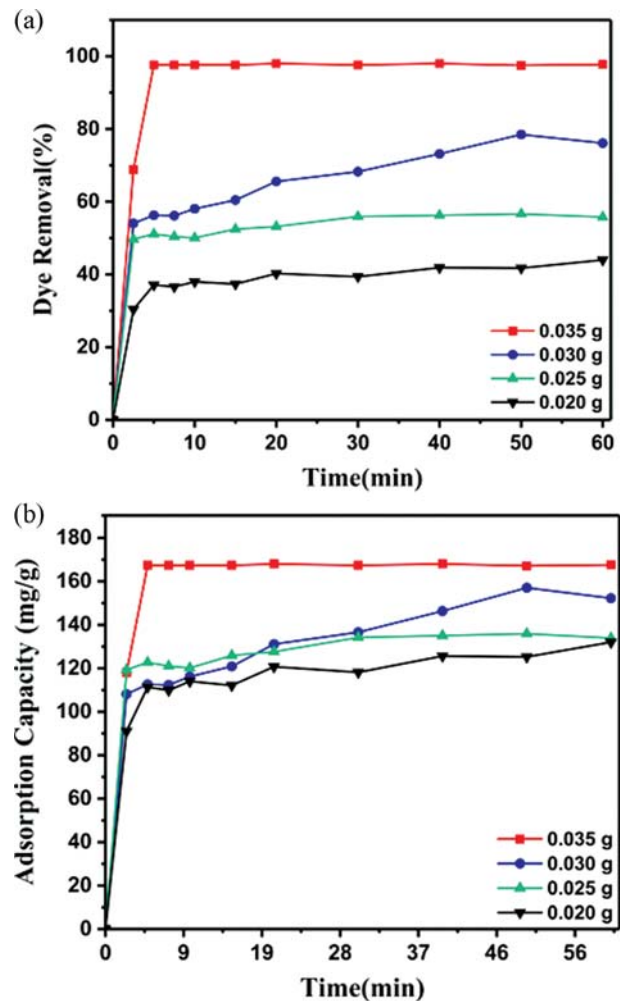 (a)
100
80
60
40
20
0
Dye Removal(%)
0.035 g
0.030 g
0.025 g
0.020 g
0 10 20 30 40 50 60
Time(min)
(b)
180
160
140
120
100
80
60
40
20
0
Adsorption Capacity (mg/g)
0.035 g
0.030 g
0.025 g
0.020 g
0 9 19 28 37 46 56
Time(min)